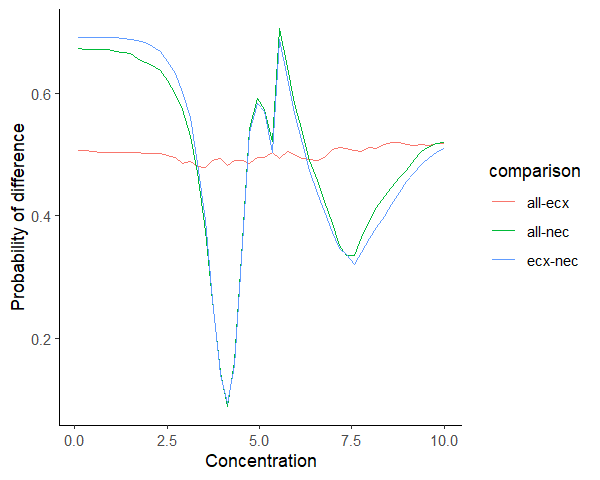 Probability of difference
0.6
0.4
0.2
0.0
2.5
5.0
7.5
10.0
Concentration
comparison
all-ecx
all-nec
ecx-nec